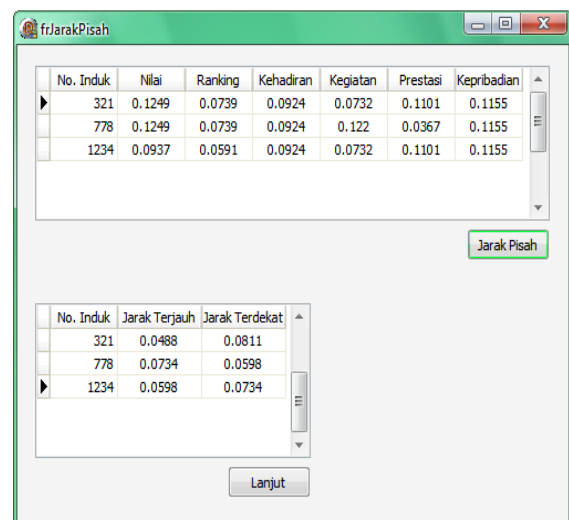 frJarakPisah
No. Induk Nilai Ranking Kehadiran Kegiatan Prestasi Kepribadian
321 0.1249 0.0739 0.0924 0.0732 0.1101 0.1155
778 0.1249 0.0739 0.0924 0.122 0.0367 0.1155
1234 0.0937 0.0591 0.0924 0.0732 0.1101 0.1155
Jarak Pisah
No. Induk Jarak Terjauh Jarak Terdekat
321 0.0488 0.0811
778 0.0734 0.0598
1234 0.0598 0.0734
Lanjut